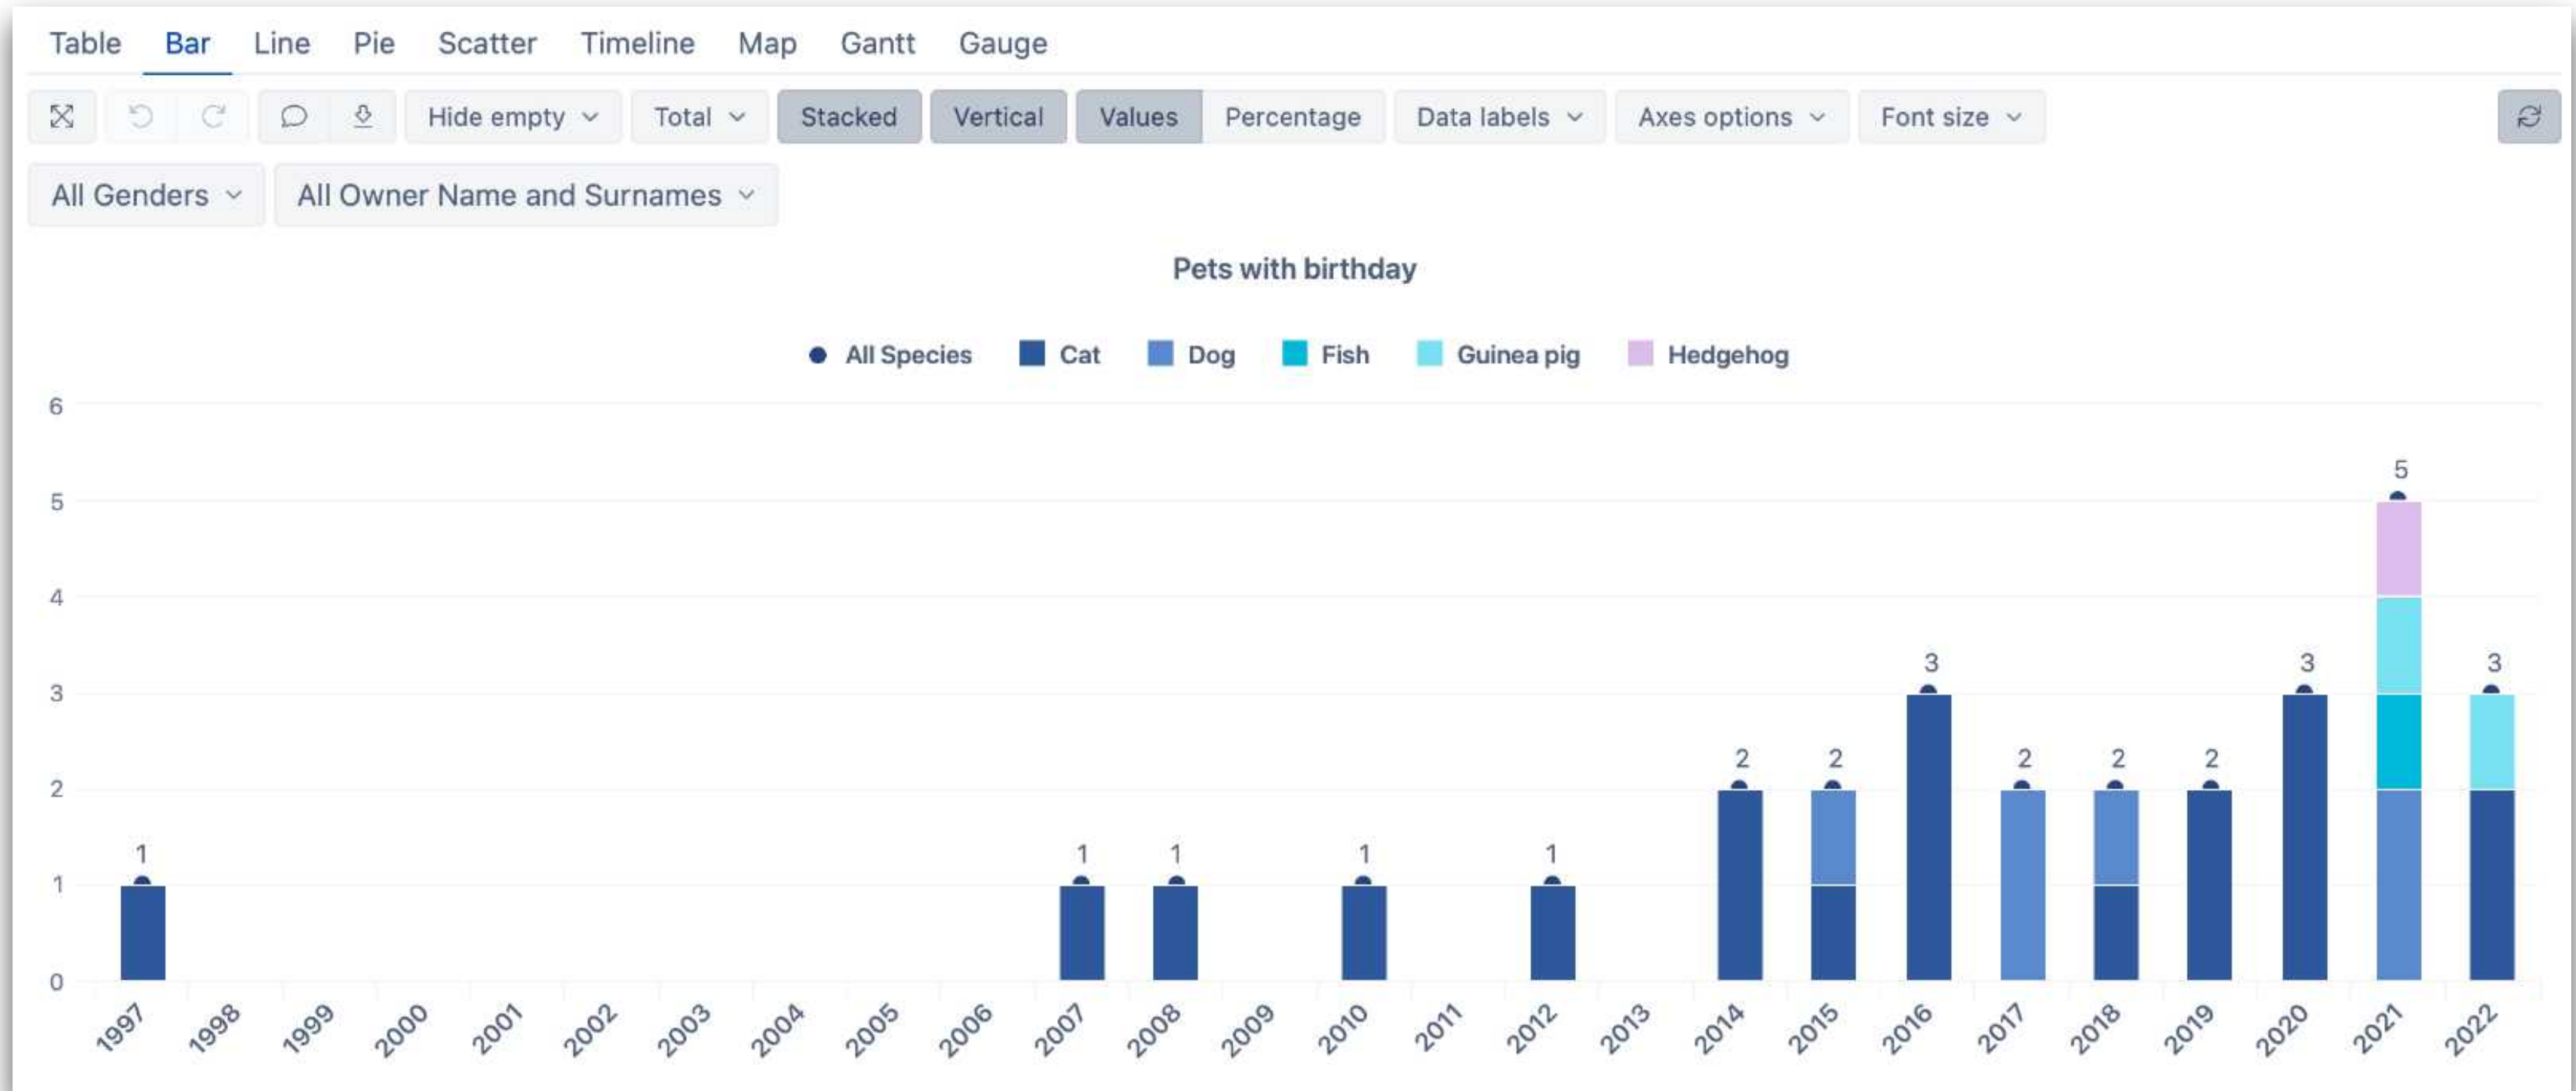 Table Bar Line Pie Scatter Timeline Map Gantt Gauge
Hide empty Total Stacked Vertical Values Percentage Data labels Axes options Font size
All Genders All Owner Name and Surnames
Pets with birthday
All Species Cat Dog Fish Guinea pig Hedgehog
6
5
5
4
3
3 3 3
2
2 2 2 2 2
1
1 1 1 1 1
0
1997 1998 1999 2000 2001 2002 2003 2004 2005 2006 2007 2008 2009 2010 2011 2012 2013 2014 2015 2016 2017 2018 2019 2020 2021 2022